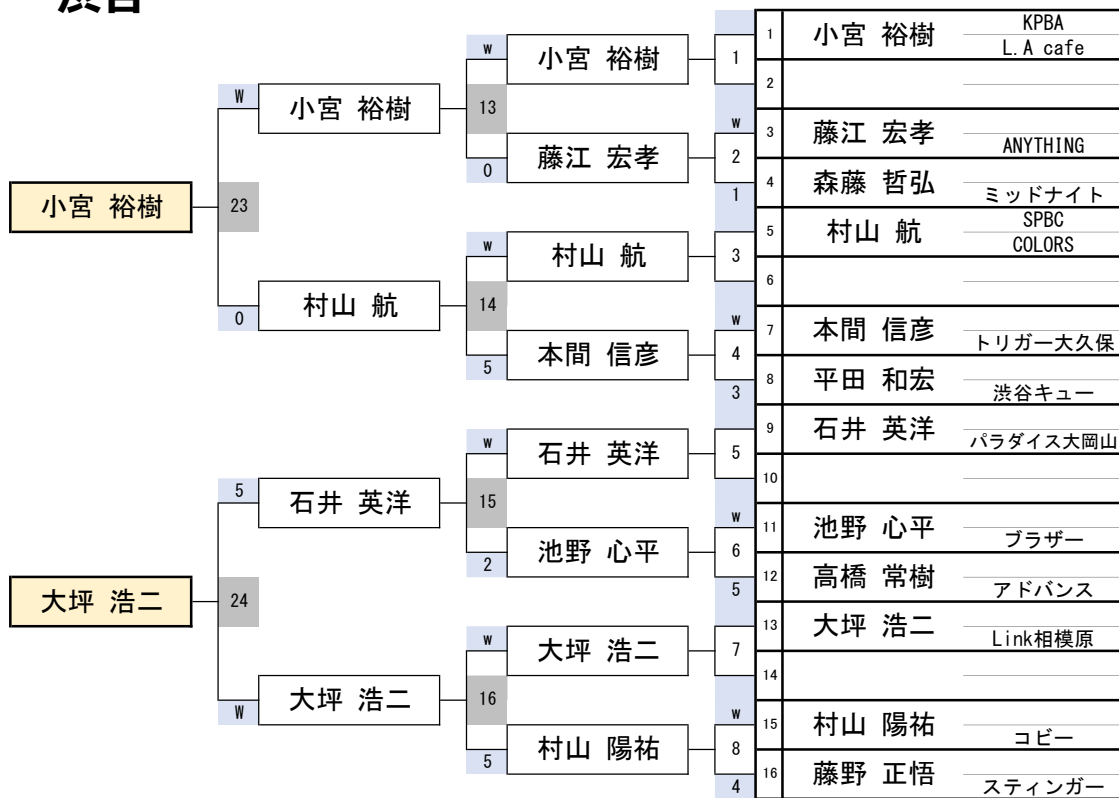 1 小宮 裕樹 KPBA
L.A cafe
W 小宮 裕樹 1
2
W 小宮 裕樹 13
W 3 藤江 宏孝 ANYTHING
0 藤江 宏孝 2
4 森藤 哲弘 ミッドナイト
1
小宮 裕樹 23
5 村山 航 SPBC
COLORS
W 村山 航 3
6
0 村山 航 14
W 7 本間 信彦 トリガー大久保
5 本間 信彦 4
8 平田 和宏 渋谷キュー
3
9 石井 英洋 パラダイス大岡山
W 石井 英洋 5
10
5 石井 英洋 15
W 11 池野 心平 ブラザー
2 池野 心平 6
12 高橋 常樹 アドバンス
5
大坪 浩二 24
13 大坪 浩二 Link相模原
W 大坪 浩二 7
14
W 大坪 浩二 16
W 15 村山 陽祐 コビー
5 村山 陽祐 8
16 藤野 正悟 スティンガー
4